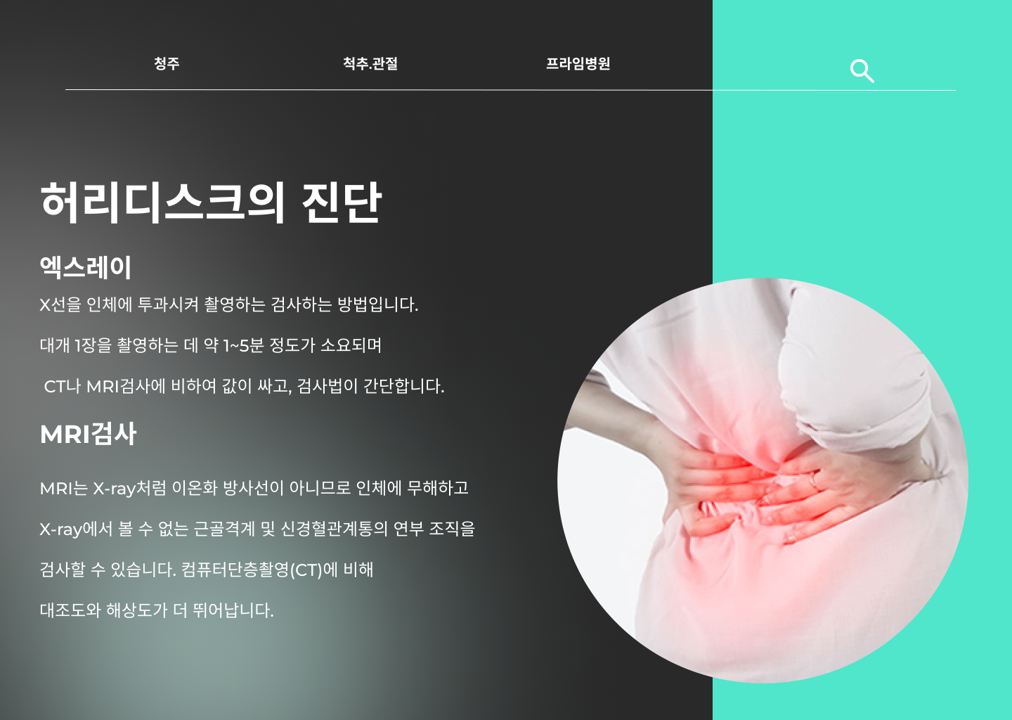 청주
척추.관절
프라임병원
허리디스크의 진단
엑스레이
X선을 인체에 투과시켜 촬영하는 검사하는 방법입니다.
대개 1장을 촬영하는 데 약 1~5분 정도가 소요되며
CT나 MRI검사에 비하여 값이 싸고, 검사법이 간단합니다.
MRI검사
MRI는 X-ray처럼 이온화 방사선이 아니므로 인체에 무해하고
X-ray에서 볼 수 없는 근골격계 및 신경혈관계통의 연부 조직을
검사할 수 있습니다. 컴퓨터단층촬영(CT)에 비해
대조도와 해상도가 더 뛰어납니다.